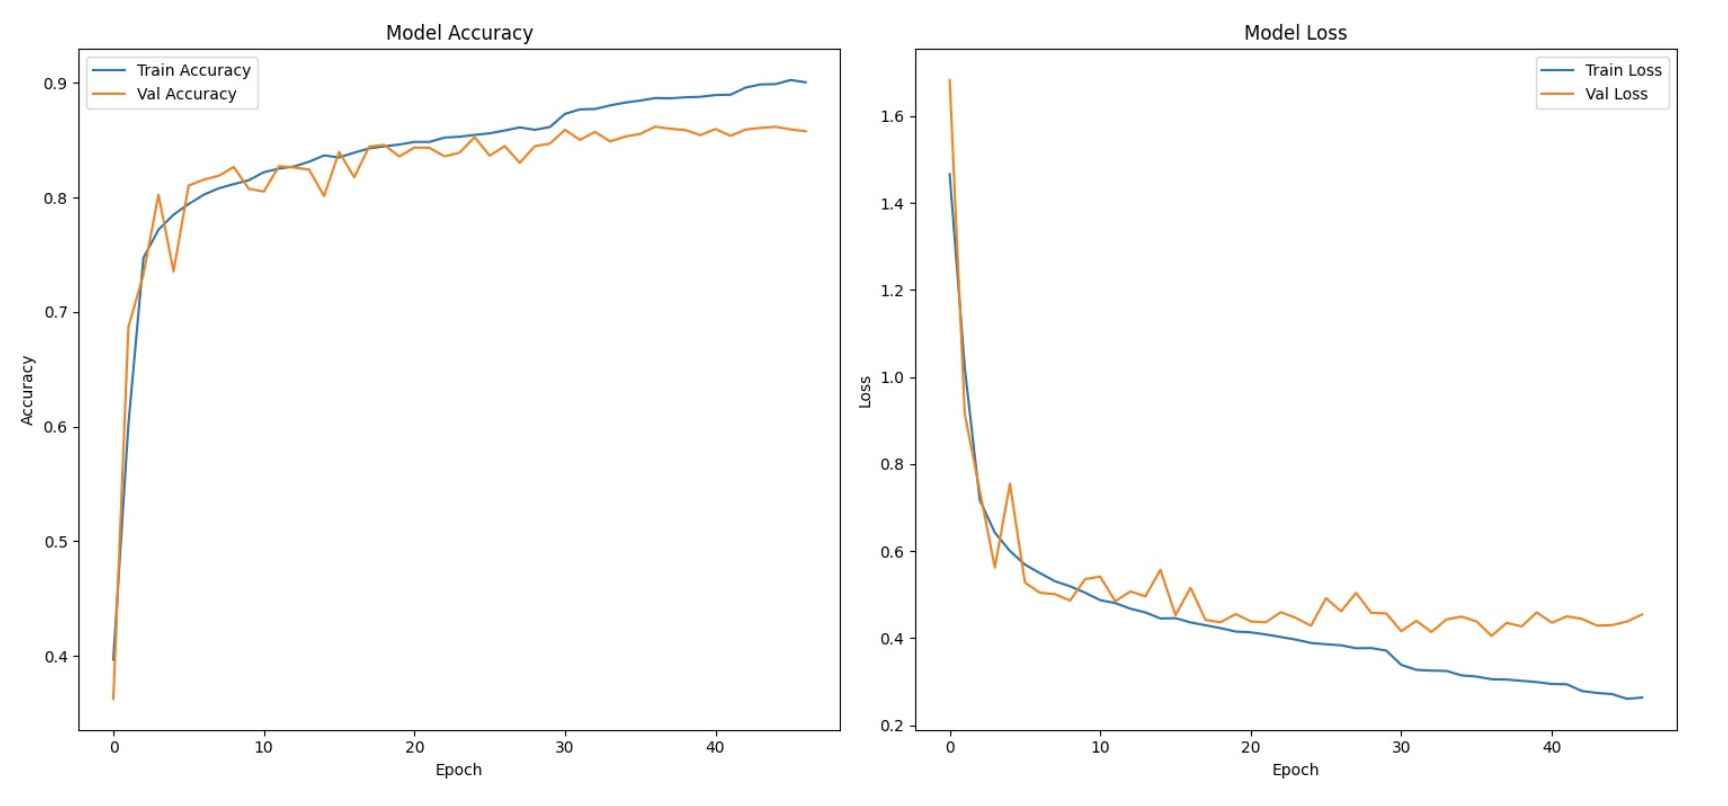 Model Accuracy
Train Accuracy
Val Accuracy
0.9
0.8
0.7
0.6
0.5
0.4
Accuracy
0
10
20
30
40
Epoch
Model Loss
Train Loss
Val Loss
1.6
1.4
1.2
1.0
0.8
0.6
0.4
0.2
Loss
0
10
20
30
40
Epoch